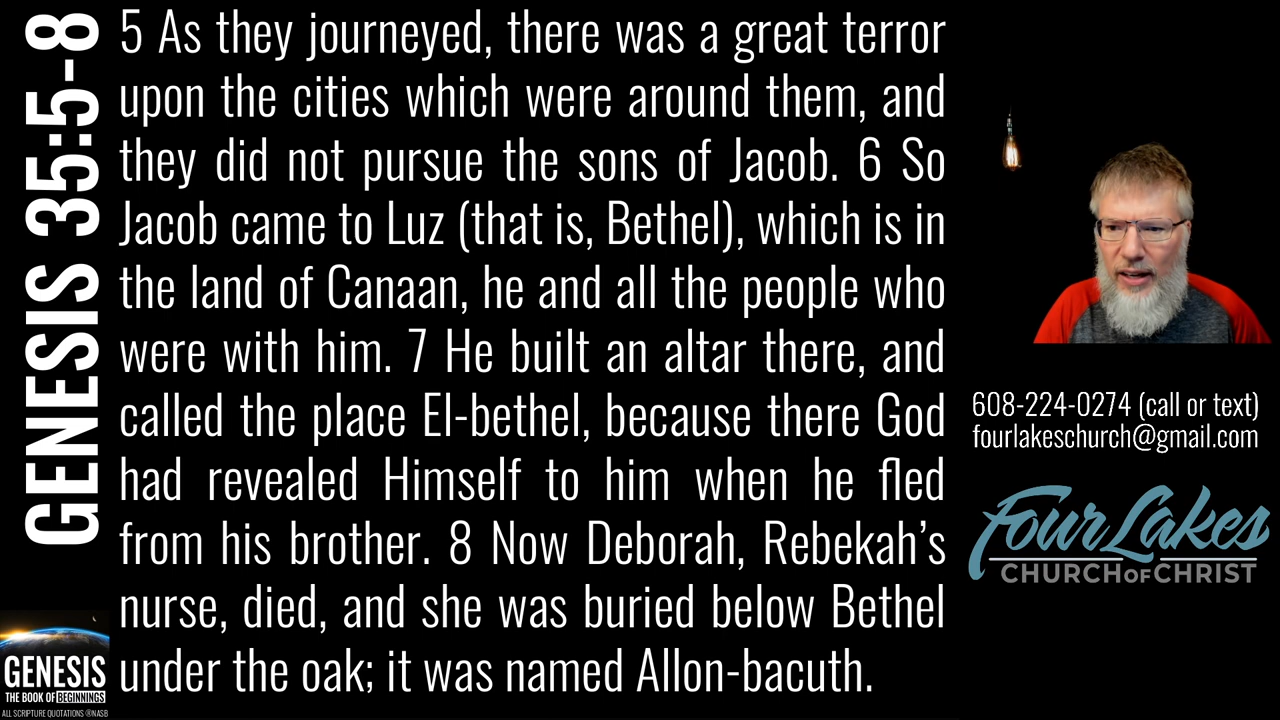 GENESIS 35:5-8
5 As they journeyed, there was a great terror
upon the cities which were around them, and
they did not pursue the sons of Jacob. 6 So
Jacob came to Luz (that is, Bethel), which is in
the land of Canaan, he and all the people who
were with him. 7 He built an altar there, and
called the place El-bethel, because there God
had revealed Himself to him when he fled
from his brother. 8 Now Deborah, Rebekah’s
nurse, died, and she was buried below Bethel
under the oak; it was named Allon-bacuth.
608-224-0274 (call or text)
fourlakeschurch@gmail.com
Four Lakes
CHURCH OF CHRIST
GENESIS
THE BOOK OF BEGINNINGS
ALL SCRIPTURE QUOTATIONS @NASB